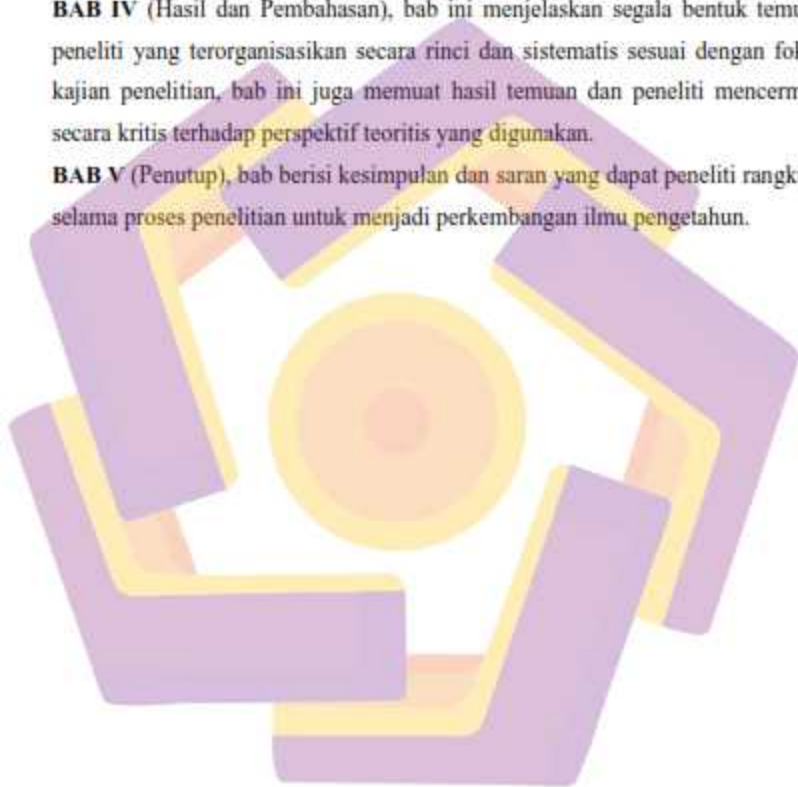 BAB IV (Hasil dan Pembahasan), bab ini menjelaskan segala bentuk temu
peneliti yang terorganisasikan secara rinci dan sistematis sesuai dengan fo
kajian penelitian, bab ini juga memuat hasil temuan dan peneliti mencerm
secara kritis terhadap perspektif teoritis yang digunakan.
BAB V (Penutup), bab berisi kesimpulan dan saran yang dapat peneliti rangk
selama proses penelitian untuk menjadi perkembangan ilmu pengetahun.